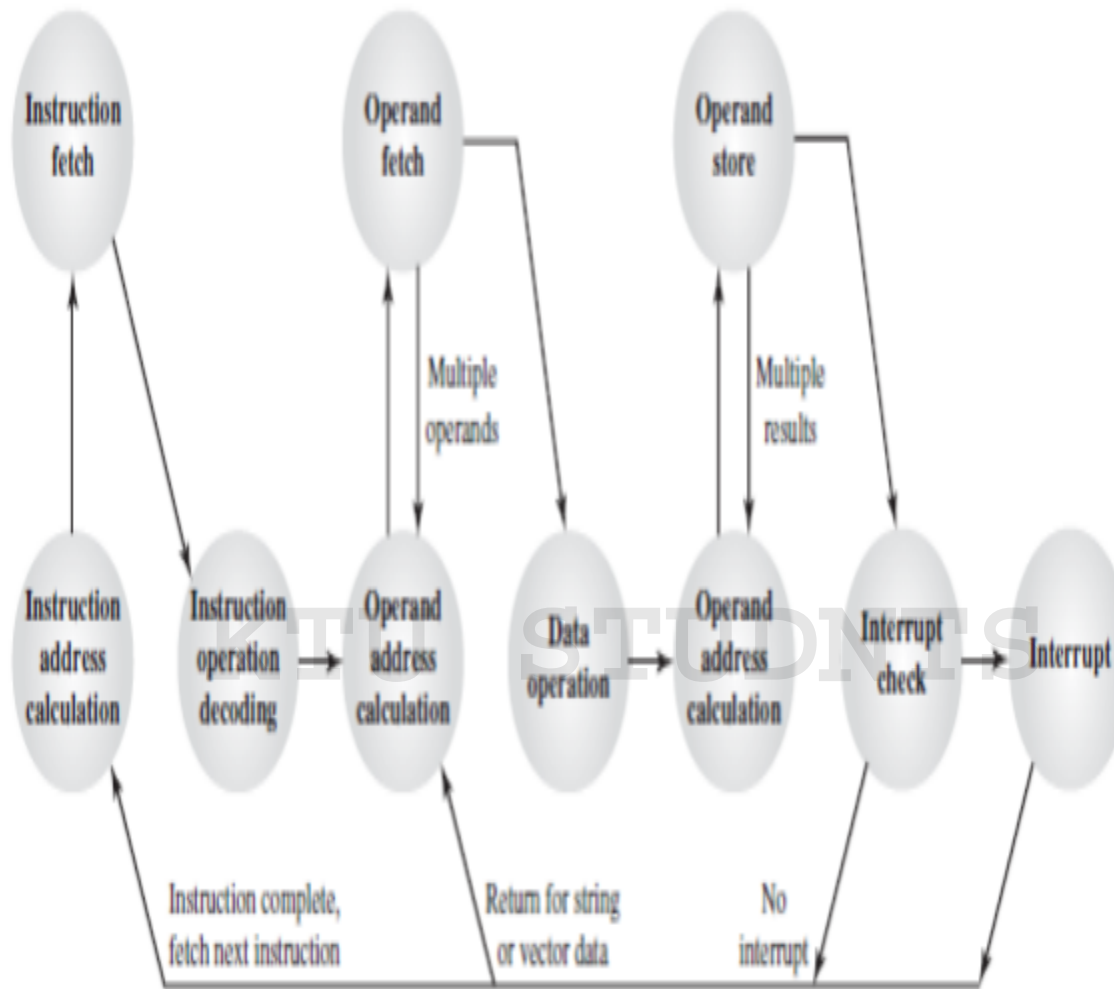 Instruction
fetch
Operand
fetch
Operand
store
Multiple
operands
Multiple
results
Instruction
address
calculation
Instruction
operation
decoding
Operand
address
calculation
Data
operation
Operand
address
calculation
Interrupt
check
Interrupt
KTU STUDNTS
Instruction complete,
fetch next instruction
Return for string
or vector data
No
interrupt